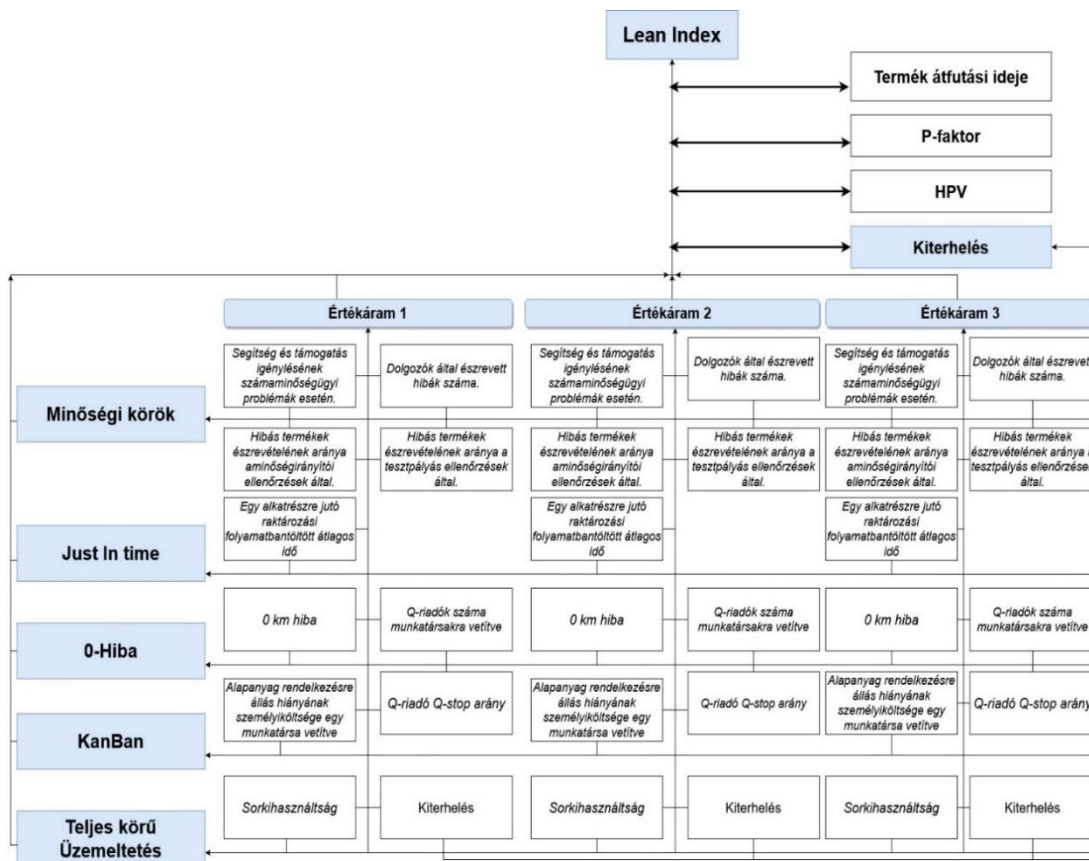 Lean Index
Termék átfutási ideje
P-faktor
HPV
Kiterhelés
Értékáram 1
Értékáram 2
Értékáram 3
Minőségi körök
Segítség és támogatás
igénylésének
számaminőségügyi
problémák esetén.
Dolgozók által észrevett
hibák száma.
Segítség és támogatás
igénylésének
számaminőségügyi
problémák esetén.
Dolgozók által észrevett
hibák száma.
Segítség és támogatás
igénylésének
számaminőségügyi
problémák esetén.
Dolgozók által észrevett
hibák száma.
Hibás termékek
észrevételének aránya
aminőségirányítói
ellenőrzések által.
Hibás termékek
észrevételének aránya a
tesztpályás ellenőrzések
által.
Hibás termékek
észrevételének aránya
aminőségirányítói
ellenőrzések által.
Hibás termékek
észrevételének aránya a
tesztpályás ellenőrzések
által.
Hibás termékek
észrevételének aránya
aminőségirányítói
ellenőrzések által.
Hibás termékek
észrevételének aránya a
tesztpályás ellenőrzések
által.
Just In time
Egy alkatrészre jutó
raktározási
folyamatbantöltött átlagos
idő
Egy alkatrészre jutó
raktározási
folyamatbantöltött átlagos
idő
Egy alkatrészre jutó
raktározási
folyamatbantöltött átlagos
idő
0-Hiba
0 km hiba
Q-riadók száma
munkatársakra vetítve
0 km hiba
Q-riadók száma
munkatársakra vetítve
0 km hiba
Q-riadók száma
munkatársakra vetítve
KanBan
Alapanyag rendelkezésre
állás hiányának
személyiköltsége egy
munkatársa vetítve
Q-riadó Q-stop arány
Alapanyag rendelkezésre
állás hiányának
személyiköltsége egy
munkatársa vetítve
Q-riadó Q-stop arány
Alapanyag rendelkezésre
állás hiányának
személyiköltsége egy
munkatársa vetítve
Q-riadó Q-stop arány
Teljes körű
Üzemeltetés
Sorkihasználtság
Kiterhelés
Sorkihasználtság
Kiterhelés
Sorkihasználtság
Kiterhelés